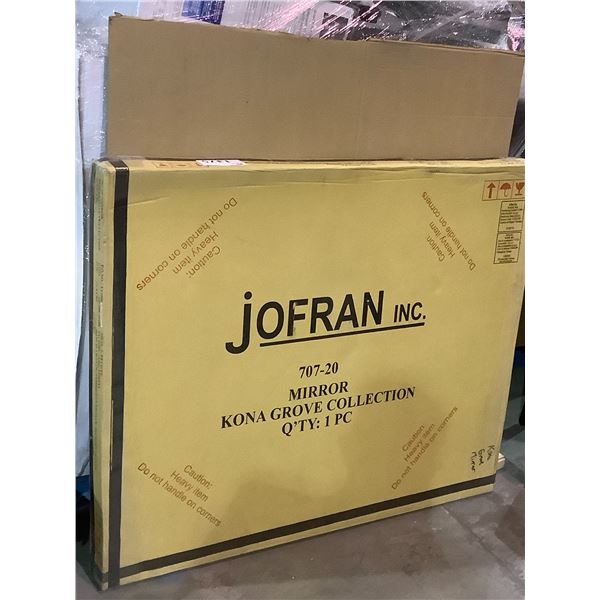 Do not handle on corners
Heavy item
Caution:
Do not handle on corners
Heavy item
Caution:
JOFRAN INC.
707-20
MIRROR
KONA GROVE COLLECTION
Q'TY: 1 PC
Caution:
Heavy item
Do not handle on corners
Caution:
Heavy item
Do not handle on corners
Kona
Mirror